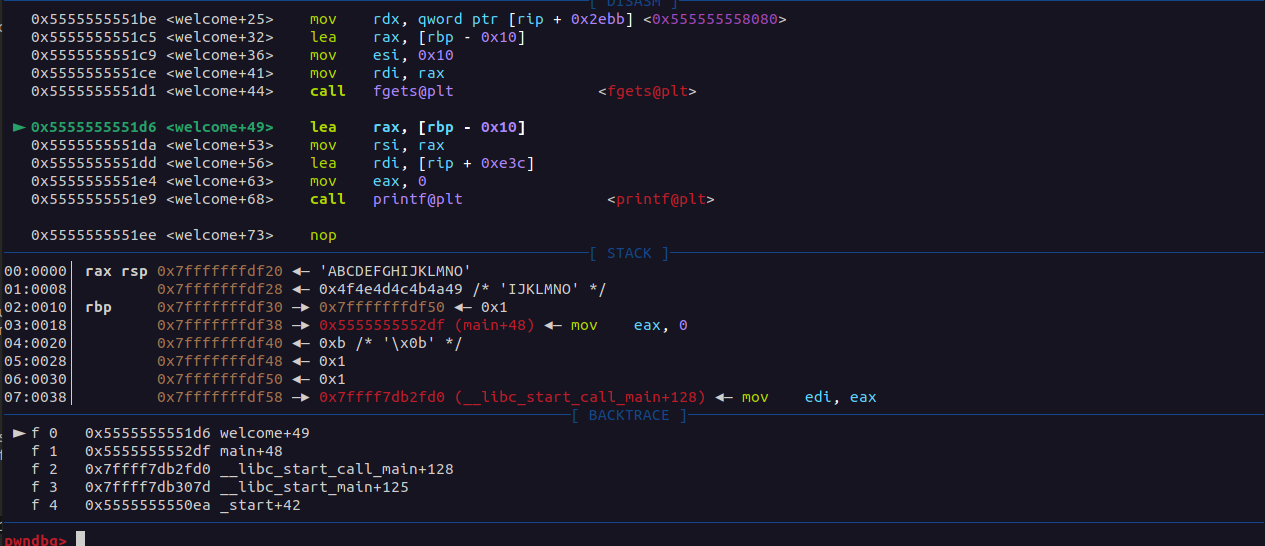 [ DISASM ]
0x5555555551be <welcome+25> mov rdx, qword ptr [rip + 0x2ebb] <0x555555558080>
0x5555555551c5 <welcome+32> lea rax, [rbp - 0x10]
0x5555555551c9 <welcome+36> mov esi, 0x10
0x5555555551ce <welcome+41> mov rdi, rax
0x5555555551d1 <welcome+44> call fgets@plt <fgets@plt>
► 0x5555555551d6 <welcome+49> lea rax, [rbp - 0x10]
0x5555555551da <welcome+53> mov rsi, rax
0x5555555551dd <welcome+56> lea rdi, [rip + 0xe3c]
0x5555555551e4 <welcome+63> mov eax, 0
0x5555555551e9 <welcome+68> call printf@plt <printf@plt>
0x5555555551ee <welcome+73> nop
[ STACK ]
00:0000│ rax rsp 0x7fffffffdf20 ◄— 'ABCDEFGHIJKLMNO'
01:0008│ 0x7fffffffdf28 ◄— 0x4f4e4d4c4b4a49 /* 'IJKLMNO' */
02:0010│ rbp 0x7fffffffdf30 —► 0x7fffffffdf50 ◄— 0x1
03:0018│ 0x7fffffffdf38 —► 0x5555555552df (main+48) ◄— mov eax, 0
04:0020│ 0x7fffffffdf40 ◄— 0xb /* '\x0b' */
05:0028│ 0x7fffffffdf48 ◄— 0x1
06:0030│ 0x7fffffffdf50 ◄— 0x1
07:0038│ 0x7fffffffdf58 —► 0x7ffff7db2fd0 (__libc_start_call_main+128) ◄— mov edi, eax
[ BACKTRACE ]
► f 0 0x5555555551d6 welcome+49
f 1 0x5555555552df main+48
f 2 0x7ffff7db2fd0 __libc_start_call_main+128
f 3 0x7ffff7db307d __libc_start_main+125
f 4 0x5555555550ea _start+42
pwndbg>